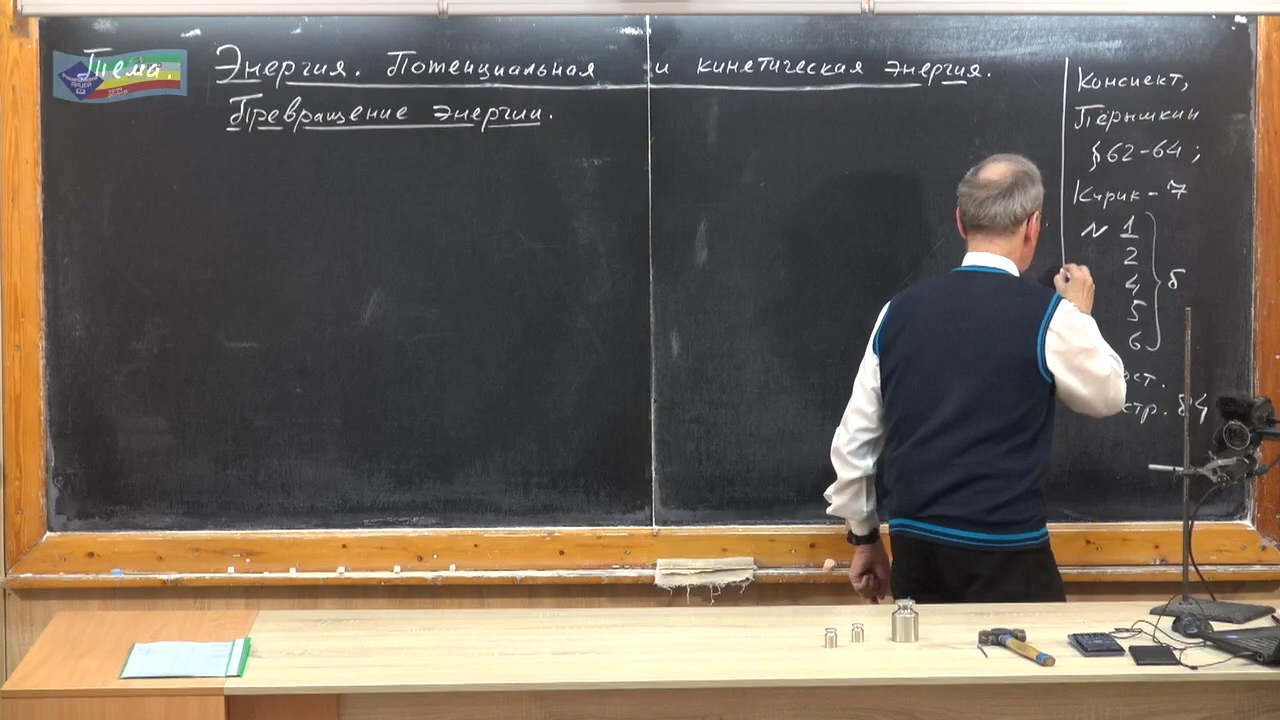 Тема. Энергия. Потенциальная и кинетическая энергия.
Превращение энергии.
Конспект,
Пёрышкин
§62-64;
Кирик-7
№ 1
2
4
5
6
б
ст.
стр. 84